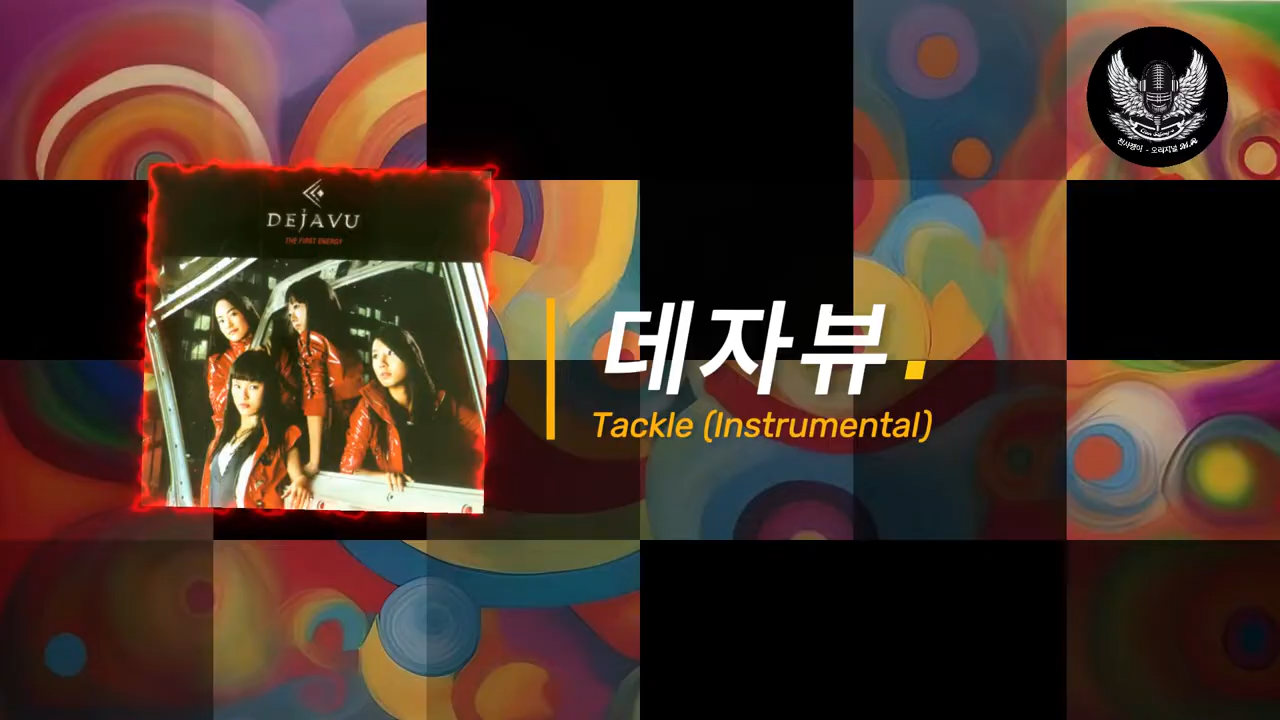 DEJAVU
THE FIRST ENERGY
데자뷰.
Tackle (Instrumental)